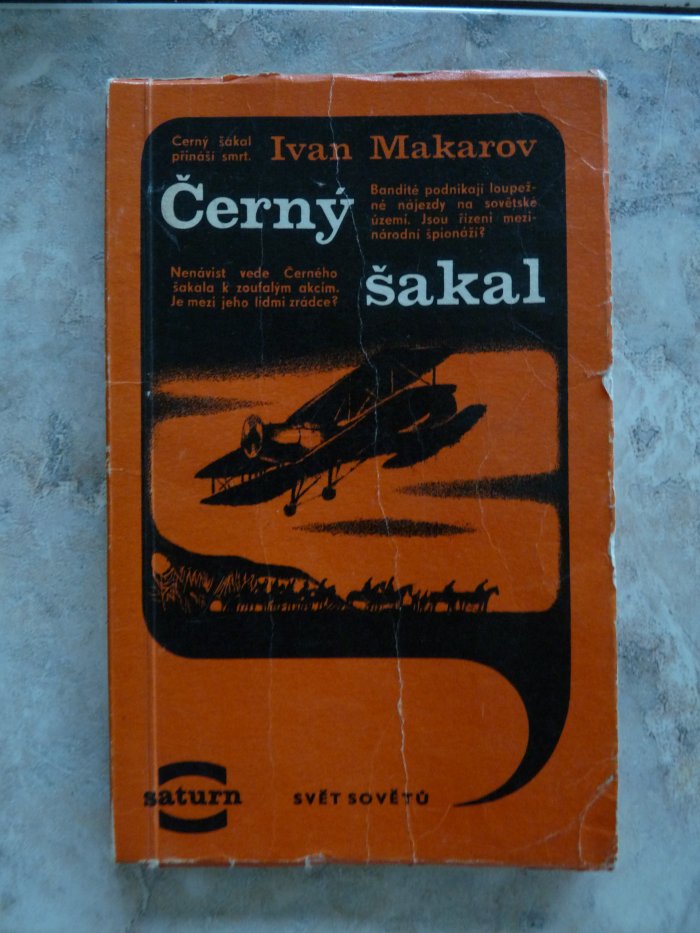 Černý šakal
přináší smrt.
Ivan Makarov
Černý
Bandité podnikají loupež-
né nájezdy na sovětské
území. Jsou řízeni mezi-
národní špionáží?
Nenávist vede Černého
šakala k zoufalým akcím.
Je mezi jeho lidmi zrádce?
šakal
saturn
SVĚT SOVĚTŮ